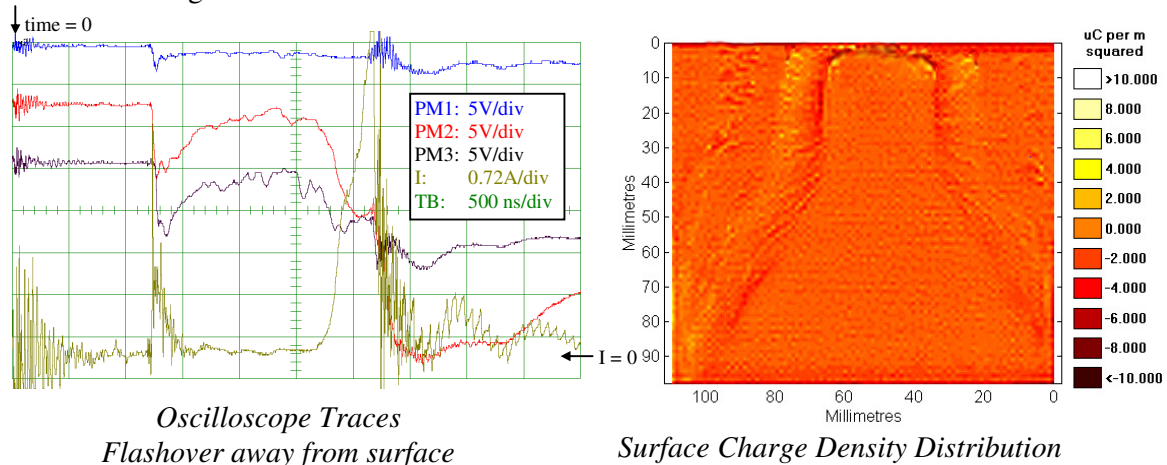 time = 0
PM1: 5V/div
PM2: 5V/div
PM3: 5V/div
I: 0.72A/div
TB: 500 ns/div
I = 0
Oscilloscope Traces
Flashover away from surface
uC per m
squared
>10.000
8.000
6.000
4.000
2.000
0.000
-2.000
-4.000
-6.000
-8.000
<-10.000
0
10
20
30
40
50
60
70
80
90
Millimetres
100 80 60 40 20 0
Millimetres
Surface Charge Density Distribution